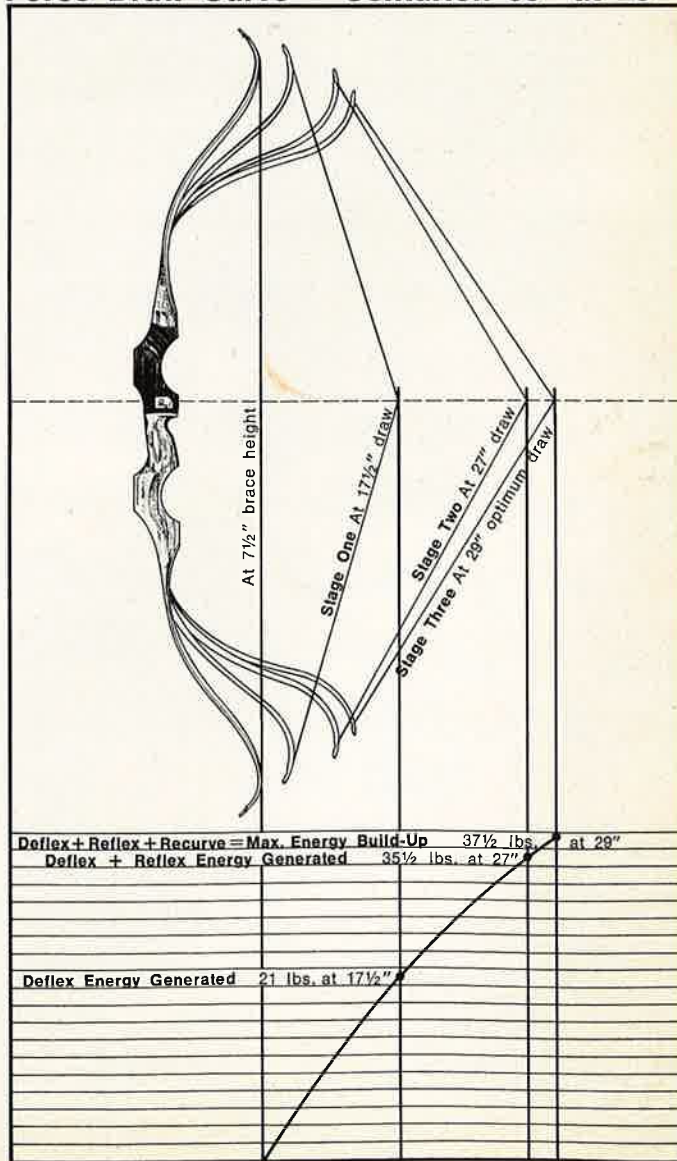 At 7½" brace height
Stage One At 17½" draw
Stage Two At 27" draw
Stage Three At 29" optimum draw
Deflex+Reflex+Recurve=Max. Energy Build-Up 37½ lbs. at 29"
Deflex + Reflex Energy Generated 35½ lbs. at 27"
Deflex Energy Generated 21 lbs. at 17½"